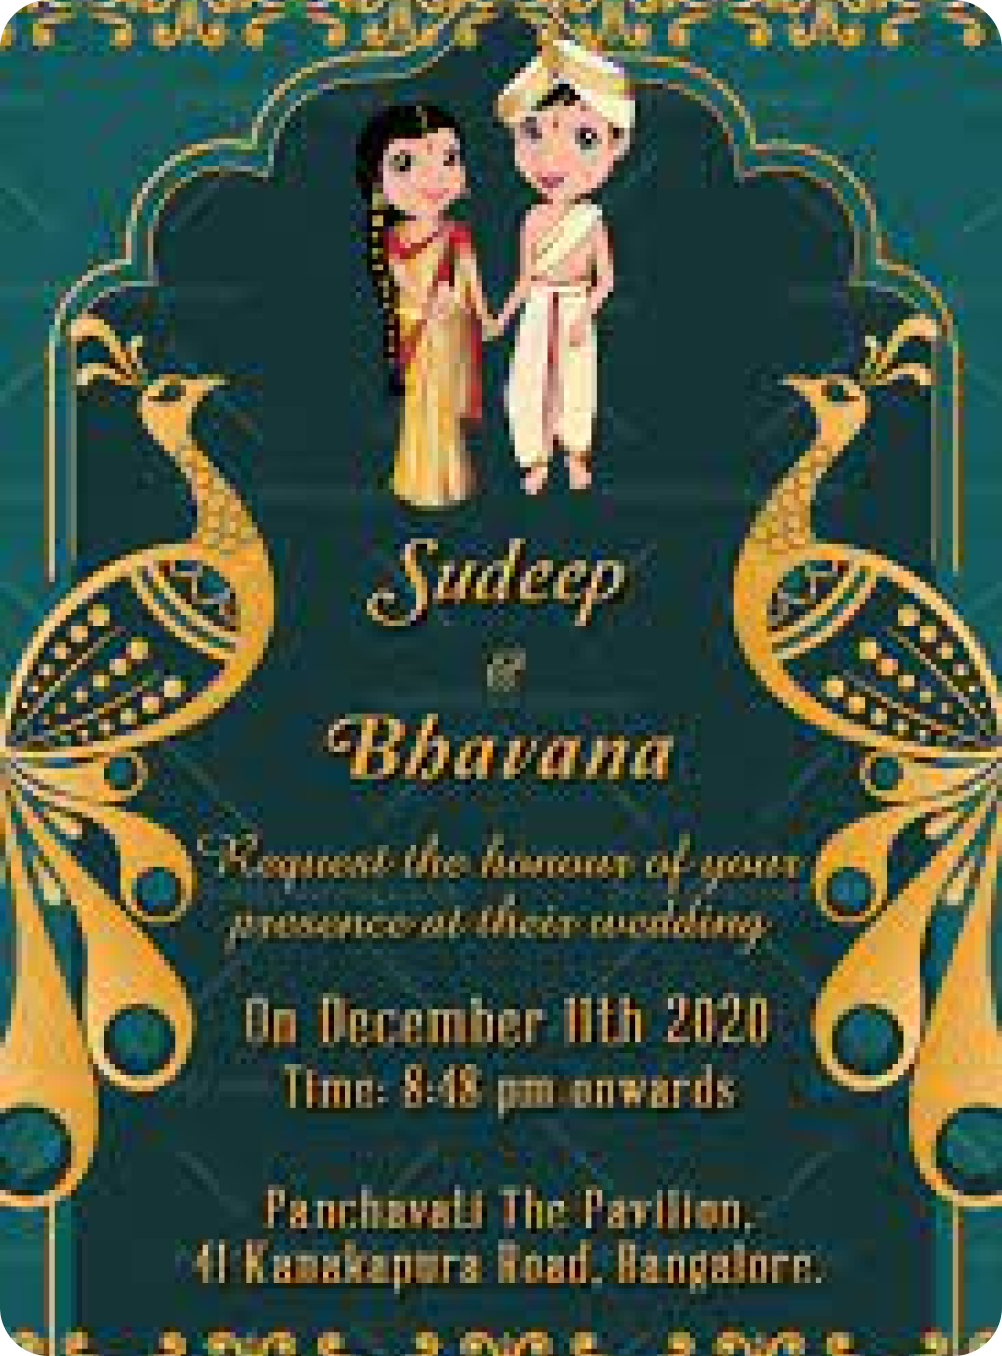 Sudeep
&
Bhavana
Request the honour of your
presence at their wedding
On December 11th 2020
Time: 8:48 pm onwards
Panchavati The Pavilion,
41 Kanakapura Road, Bangalore.